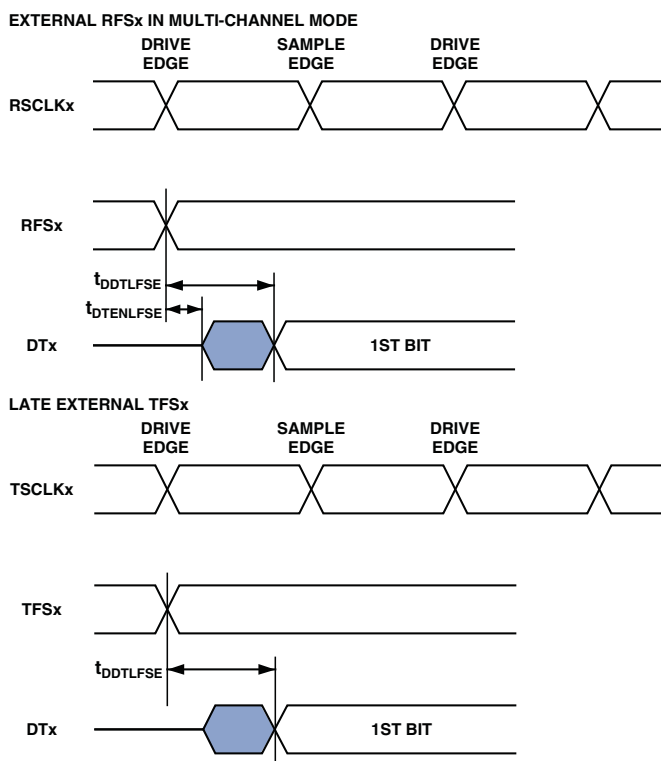 EXTERNAL RFSx IN MULTI-CHANNEL MODE
DRIVE EDGE
SAMPLE EDGE
DRIVE EDGE
RSCLKx
RFSx
tDDTLFSE
tDTENLFSE
DTx
1ST BIT
LATE EXTERNAL TFSx
DRIVE EDGE
SAMPLE EDGE
DRIVE EDGE
TSCLKx
TFSx
tDDTLFSE
DTx
1ST BIT